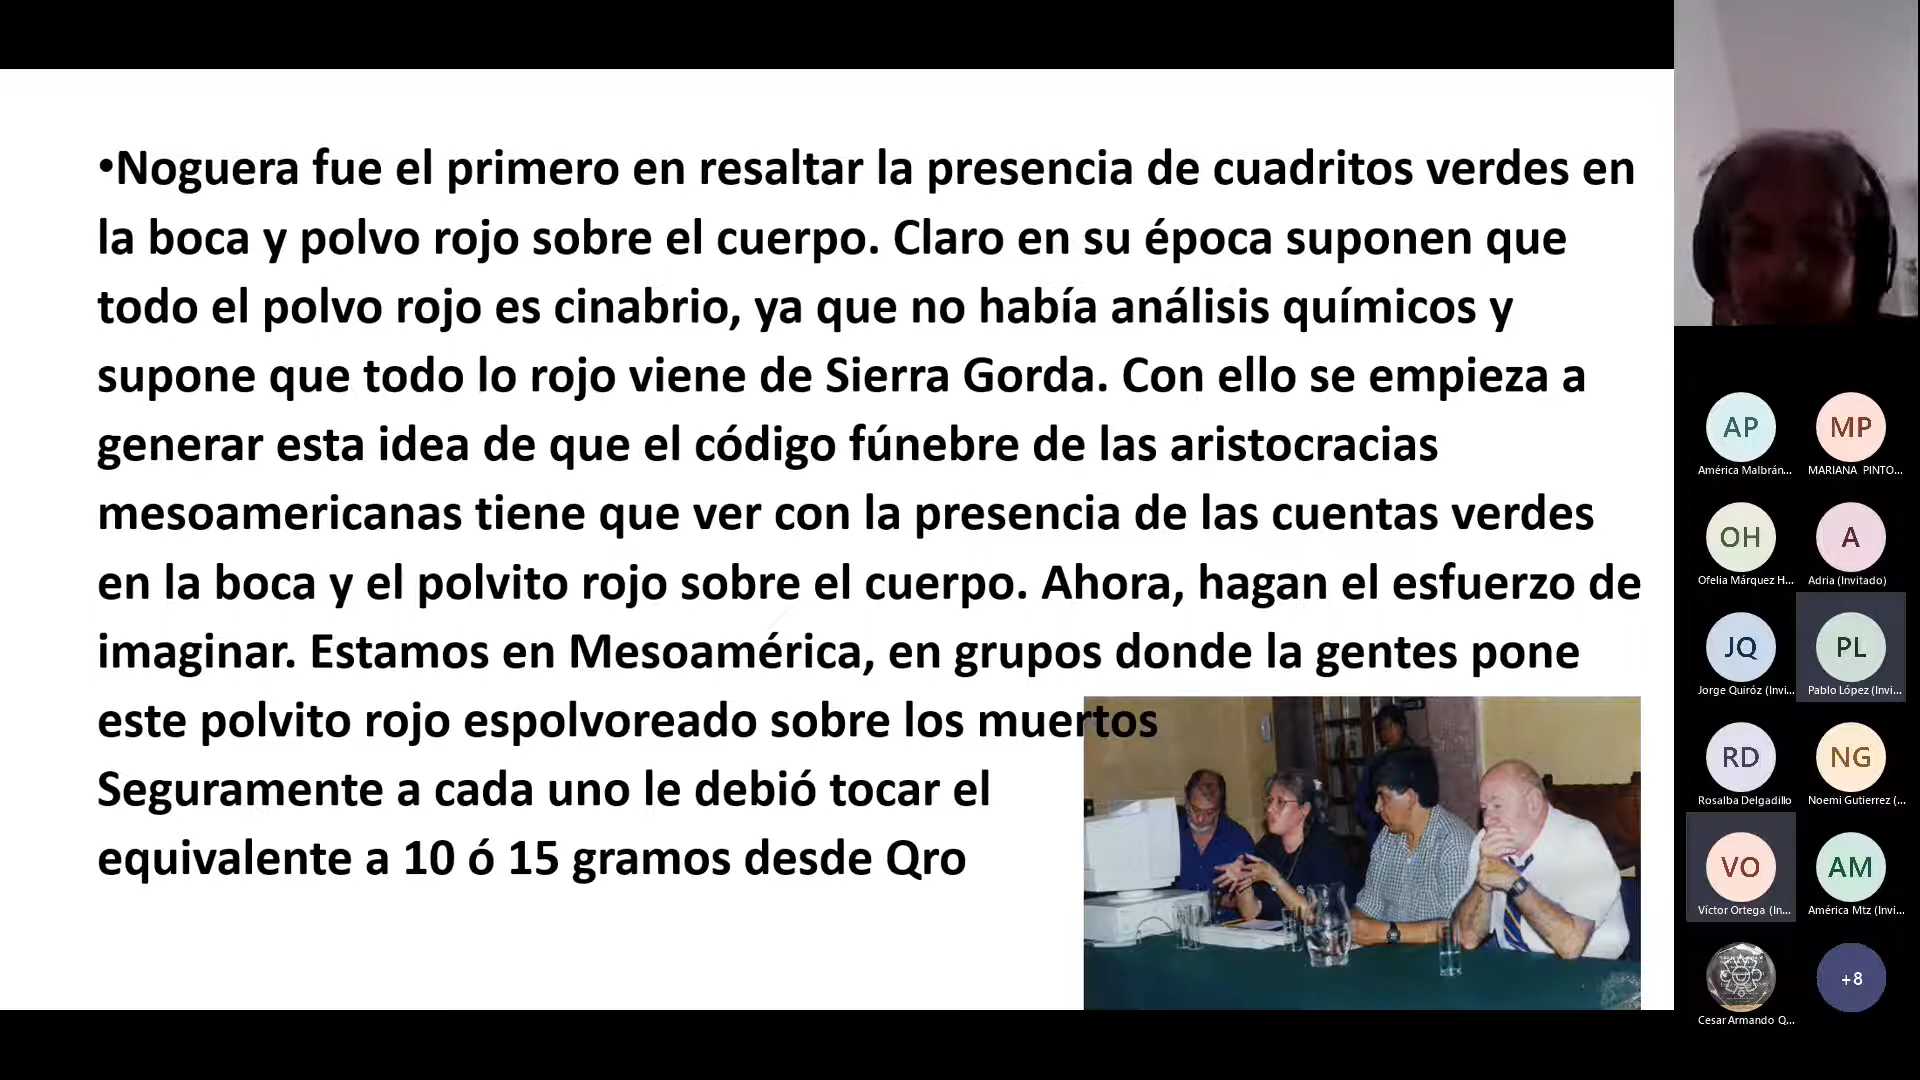 •Noguera fue el primero en resaltar la presencia de cuadritos verdes en
la boca y polvo rojo sobre el cuerpo. Claro en su época suponen que
todo el polvo rojo es cinabrio, ya que no había análisis químicos y
supone que todo lo rojo viene de Sierra Gorda. Con ello se empieza a
generar esta idea de que el código fúnebre de las aristocracias
mesoamericanas tiene que ver con la presencia de las cuentas verdes
en la boca y el polvito rojo sobre el cuerpo. Ahora, hagan el esfuerzo de
imaginar. Estamos en Mesoamérica, en grupos donde la gentes pone
este polvito rojo espolvoreado sobre los muertos
Seguramente a cada uno le debió tocar el
equivalente a 10 ó 15 gramos desde Qro
AP
América Malbrán...
MP
MARIANA PINTO...
OH
Ofelia Márquez H...
A
Adria (Invitado)
JQ
Jorge Quiróz (Invi...
PL
Pablo López (Invi...
RD
Rosalba Delgadillo
NG
Noemí Gutierrez (...
VO
Víctor Ortega (In...
AM
América Mtz (Invi...
Cesar Armando Q...
+8